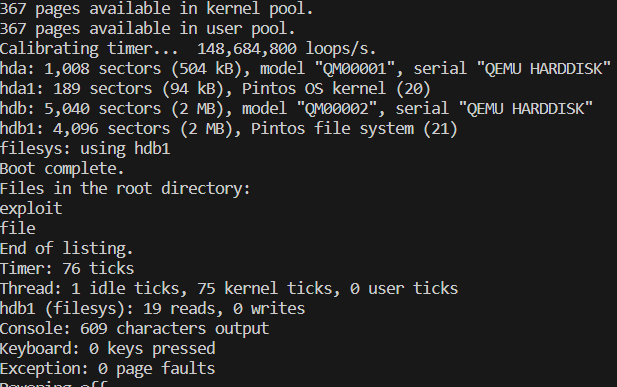 367 pages available in kernel pool.
367 pages available in user pool.
Calibrating timer...  148,684,800 loops/s.
hda: 1,008 sectors (504 kB), model "QM00001", serial "QEMU HARDDISK"
hda1: 189 sectors (94 kB), Pintos OS kernel (20)
hdb: 5,040 sectors (2 MB), model "QM00002", serial "QEMU HARDDISK"
hdb1: 4,096 sectors (2 MB), Pintos file system (21)
filesys: using hdb1
Boot complete.
Files in the root directory:
exploit
file
End of listing.
Timer: 76 ticks
Thread: 1 idle ticks, 75 kernel ticks, 0 user ticks
hdb1 (filesys): 19 reads, 0 writes
Console: 609 characters output
Keyboard: 0 keys pressed
Exception: 0 page faults
Powering off